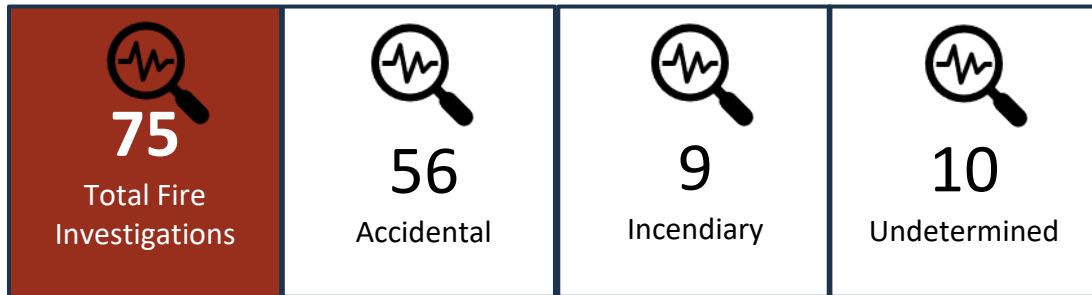 75
Total Fire
Investigations
56
Accidental
9
Incendiary
10
Undetermined